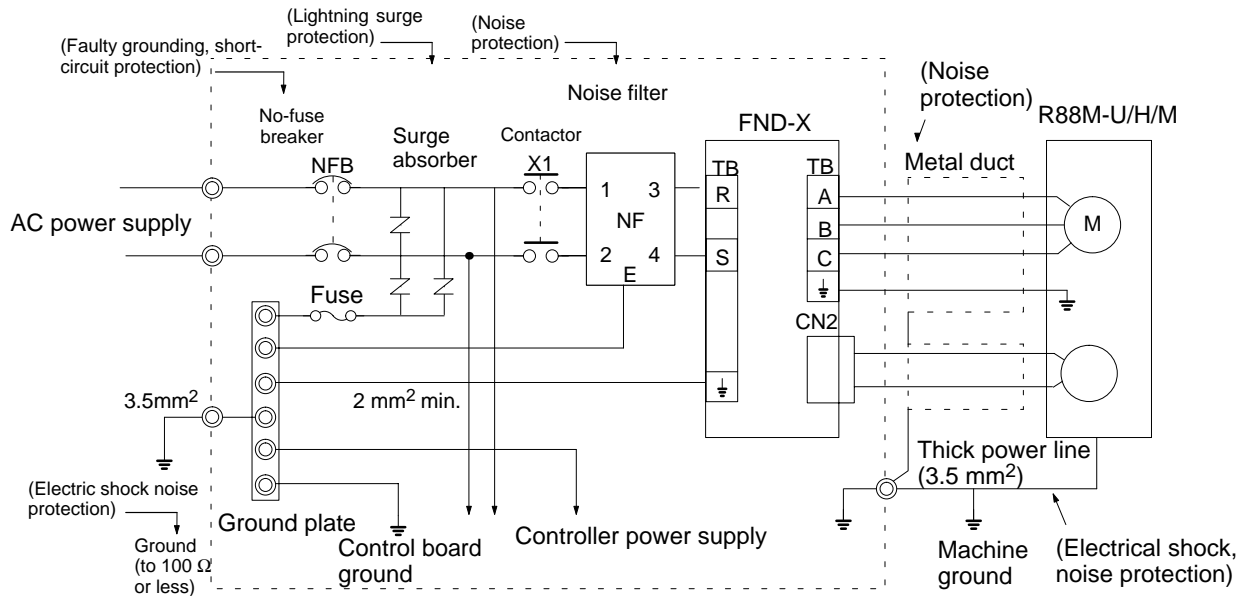 (Lightning surge
protection)
(Noise
protection)
(Faulty grounding, short-
circuit protection)
(Noise
protection)
Noise filter
No-fuse
breaker
Surge
absorber
Contactor
FND-X
R88M-U/H/M
NFB
X1
TB
TB
Metal duct
1
3
R
A
AC power supply
NF
B
M
2
4
S
C
E
Fuse
CN2
3.5mm²
2 mm² min.
Thick power line
(3.5 mm²)
(Electric shock noise
protection)
Ground plate
Ground
(to 100 Ω
or less)
Control board
ground
Controller power supply
Machine
ground
(Electrical shock,
noise protection)